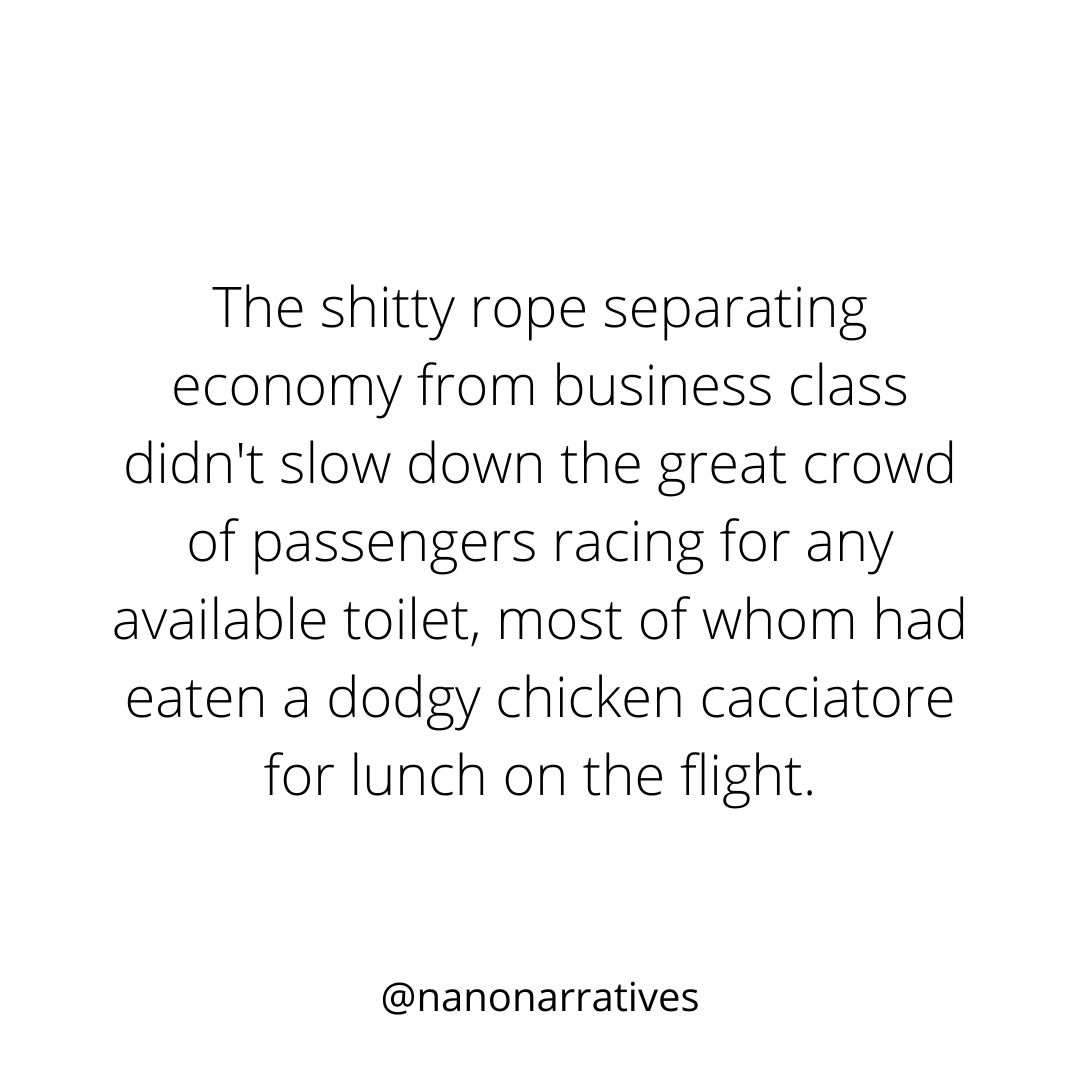 The shitty rope separating
economy from business class
didn't slow down the great crowd
of passengers racing for any
available toilet, most of whom had
eaten a dodgy chicken cacciatore
for lunch on the flight.
@nanonarratives